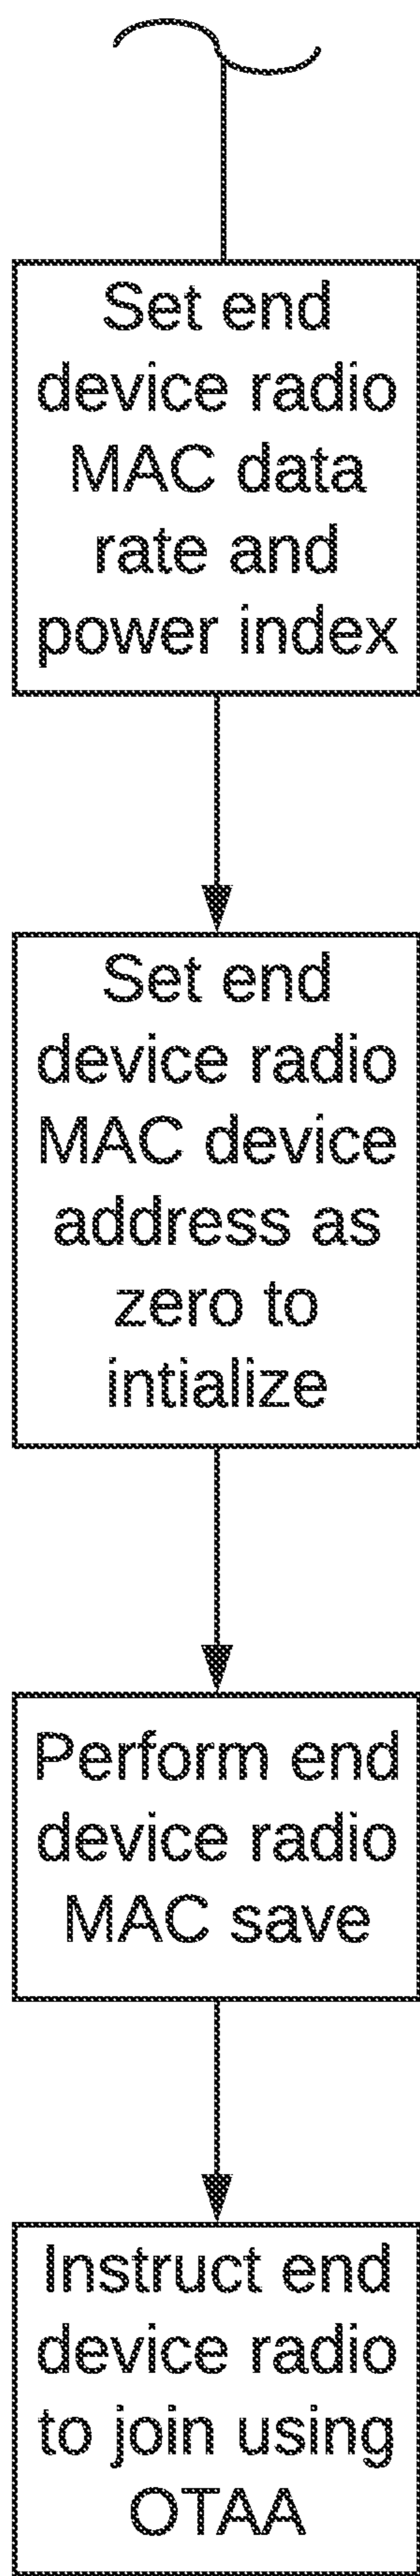 Set end
device radio
MAC data
rate and
power index
Set end
device radio
MAC device
address as
zero to
intialize
Perform end
device radio
MAC save
Instruct end
device radio
to join using
OTAA